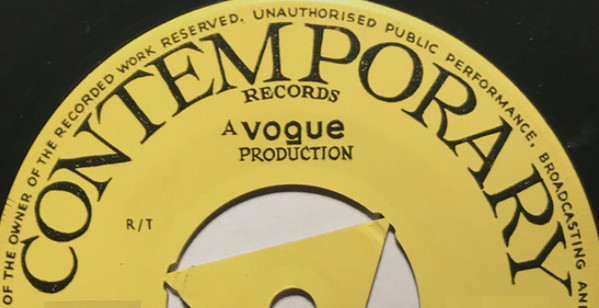 OF THE OWNER OF THE RECORDED WORK RESERVED. UNAUTHORISED PUBLIC PERFORMANCE, BROADCASTING AN
CONTEMPORARY
RECORDS
A vogue
PRODUCTION
R/T